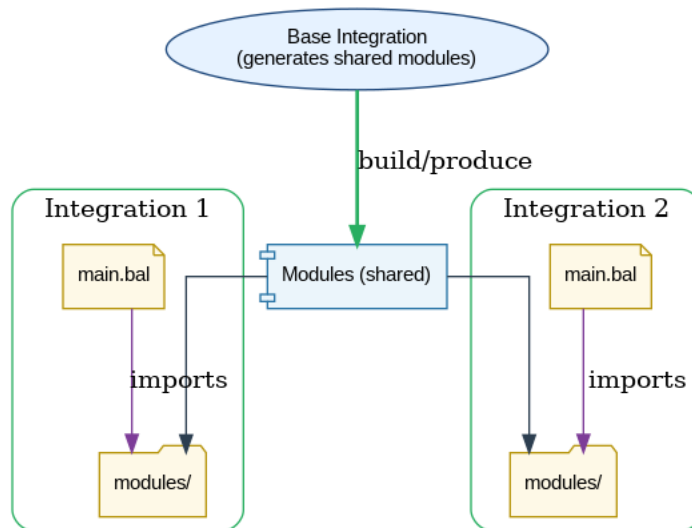 Base Integration
(generates shared modules)
build/produce
Integration 1
Integration 2
main.bal
Modules (shared)
main.bal
imports
imports
modules/
modules/